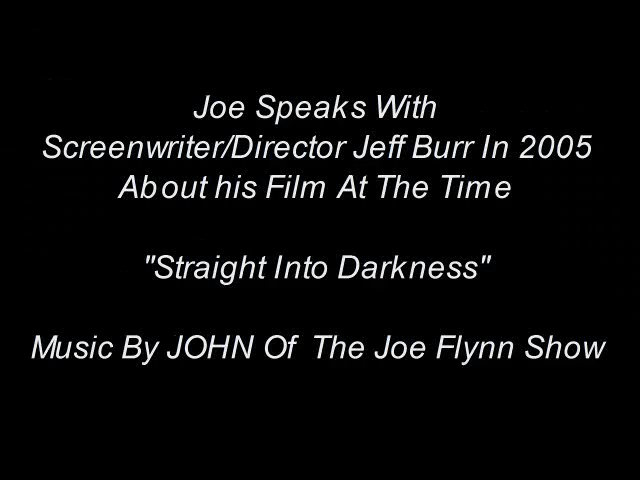 Joe Speaks With
Screenwriter/Director Jeff Burr In 2005
About his Film At The Time
"Straight Into Darkness"
Music By JOHN Of The Joe Flynn Show